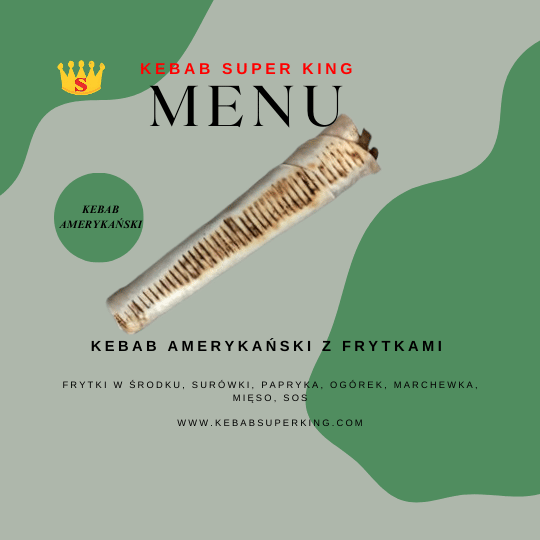 KEBAB SUPER KING
S
MENU
KEBAB
AMERYKAŃSKI
KEBAB AMERYKAŃSKI Z FRYTKAMI
FRYTKI W ŚRODKU, SURÓWKI, PAPRYKA, OGÓREK, MARCHEWKA,
MIĘSO, SOS
WWW.KEBABSUPERKING.COM